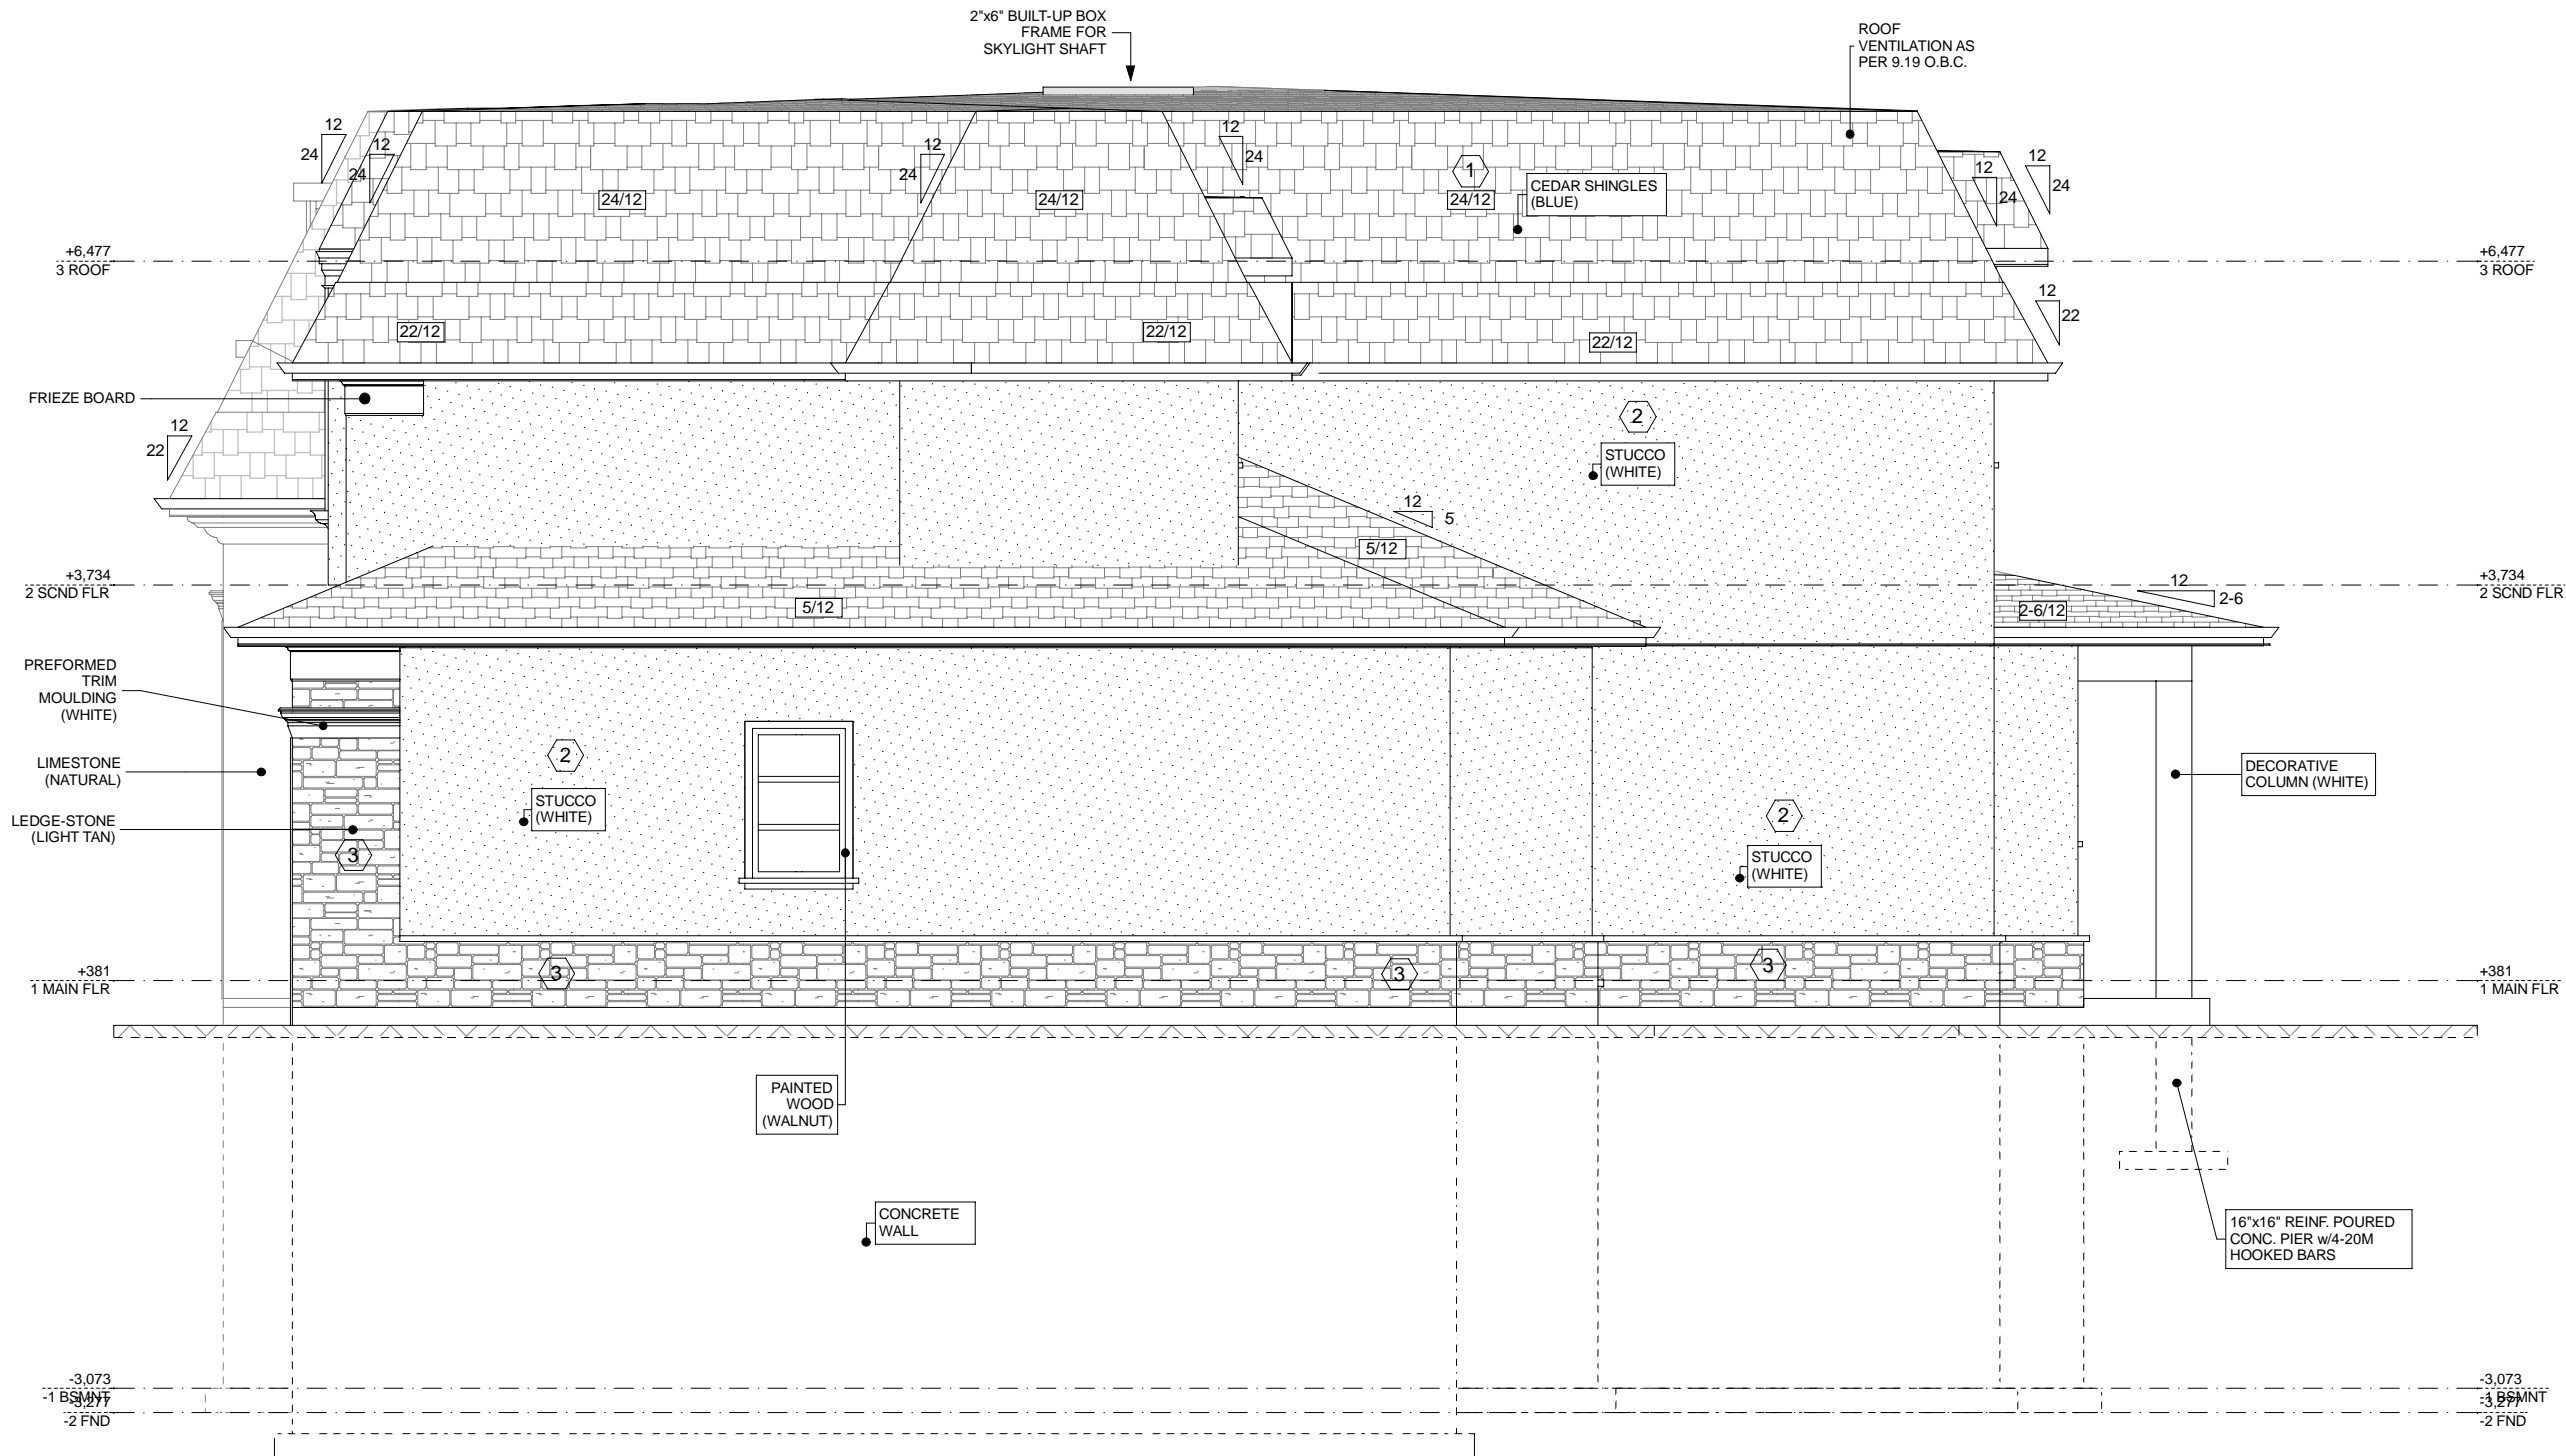 2"x6" BUILT-UP BOX
FRAME FOR
SKYLIGHT SHAFT
ROOF
VENTILATION AS
PER 9.19 O.B.C.
12
24
12
24
12
24
12
24
12
24
12
24
1
24/12
24/12
24/12
CEDAR SHINGLES
(BLUE)
+6,477
3 ROOF
+6,477
3 ROOF
12
22
22/12
22/12
22/12
FRIEZE BOARD
12
22
2
STUCCO
(WHITE)
12
5
5/12
+3,734
2 SCND FLR
5/12
12
2-6
2-6/12
+3,734
2 SCND FLR
PREFORMED
TRIM
MOULDING
(WHITE)
LIMESTONE
(NATURAL)
LEDGE-STONE
(LIGHT TAN)
3
2
STUCCO
(WHITE)
2
STUCCO
(WHITE)
DECORATIVE
COLUMN (WHITE)
+381
1 MAIN FLR
3
3
3
+381
1 MAIN FLR
PAINTED
WOOD
(WALNUT)
CONCRETE
WALL
16"x16" REINF. POURED
CONC. PIER w/4-20M
HOOKED BARS
-3,073
-1 BSMNT
-3,277
-2 FND
-3,073
-1 BSMNT
-3,277
-2 FND